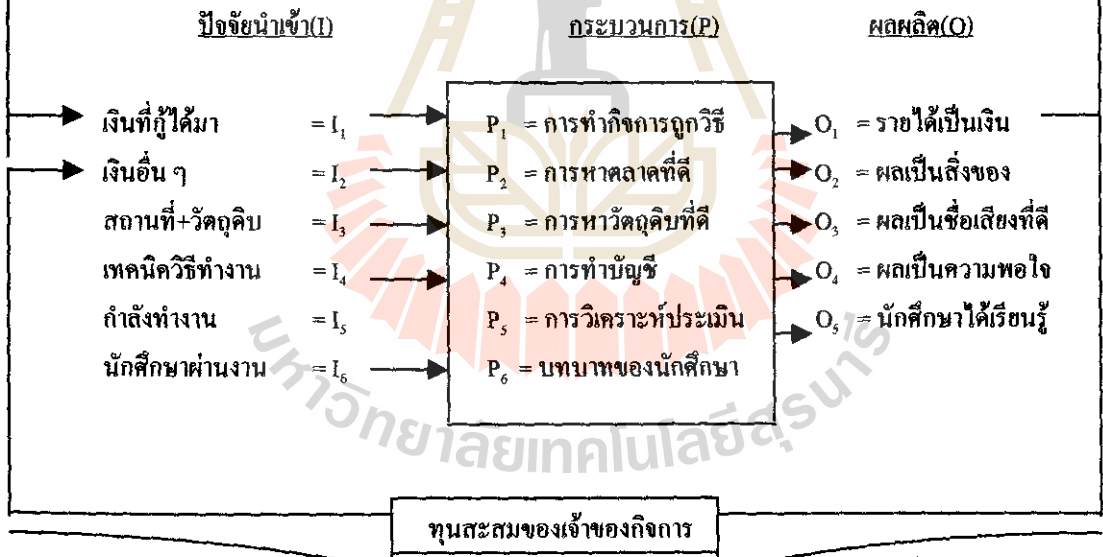 ปัจจัยนำเข้า(I) กระบวนการ(P) ผลผลิต(O)
เงินที่กู้ได้มา = I₁ P₁ = การทำกิจการถูกวิธี O₁ = รายได้เป็นเงิน
เงินอื่น ๆ = I₂ P₂ = การหาตลาดที่ดี O₂ = ผลเป็นสิ่งของ
สถานที่+วัตถุดิบ = I₃ P₃ = การหาวัตถุดิบที่ดี O₃ = ผลเป็นชื่อเสียงที่ดี
เทคนิควิธีทำงาน = I₄ P₄ = การทำบัญชี O₄ = ผลเป็นความพอใจ
กำลังทำงาน = I₅ P₅ = การวิเคราะห์ประเมิน O₅ = นักศึกษาได้เรียนรู้
นักศึกษาผ่านงาน = I₆ P₆ = บทบาทของนักศึกษา
มหาวิทยาลัยเทคโนโลยีสุรนารี
ทุนสะสมของเจ้าของกิจการ